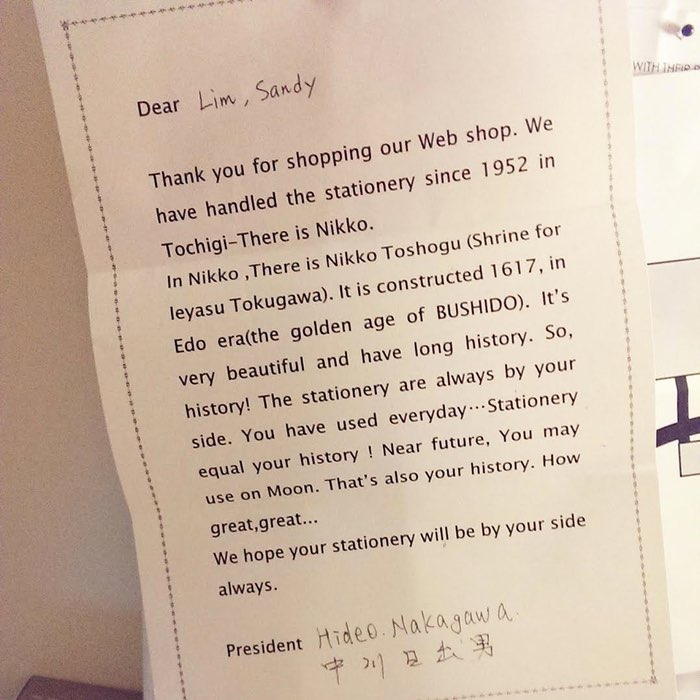 Dear Lim, Sandy
Thank you for shopping our Web shop. We
have handled the stationery since 1952 in
Tochigi-There is Nikko.
In Nikko ,There is Nikko Toshogu (Shrine for
Ieyasu Tokugawa). It is constructed 1617, in
Edo era(the golden age of BUSHIDO). It's
very beautiful and have long history. So,
history! The stationery are always by your
side. You have used everyday…Stationery
equal your history ! Near future, You may
use on Moon. That's also your history. How
great,great...
We hope your stationery will be by your side
always.
President Hideo. Nakagawa.
中川日出男
WITH THEIR